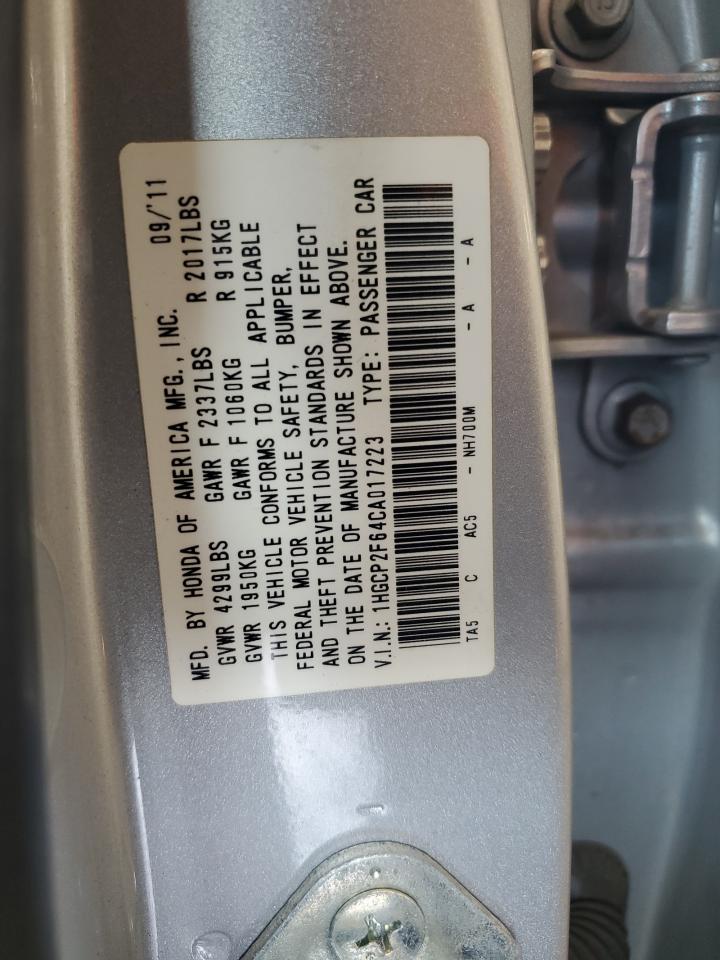 MFD. BY HONDA OF AMERICA MFG., INC. 09/'11
GVWR 4299LBS GAWR F 2337LBS R 2017LBS
GVWR 1950KG GAWR F 1060KG R 915KG
THIS VEHICLE CONFORMS TO ALL APPLICABLE
FEDERAL MOTOR VEHICLE SAFETY, BUMPER,
AND THEFT PREVENTION STANDARDS IN EFFECT
ON THE DATE OF MANUFACTURE SHOWN ABOVE.
V.I.N.: 1HGCP2F64CA017223 TYPE: PASSENGER CAR
TA5 C AC5 - NH700M - A - A